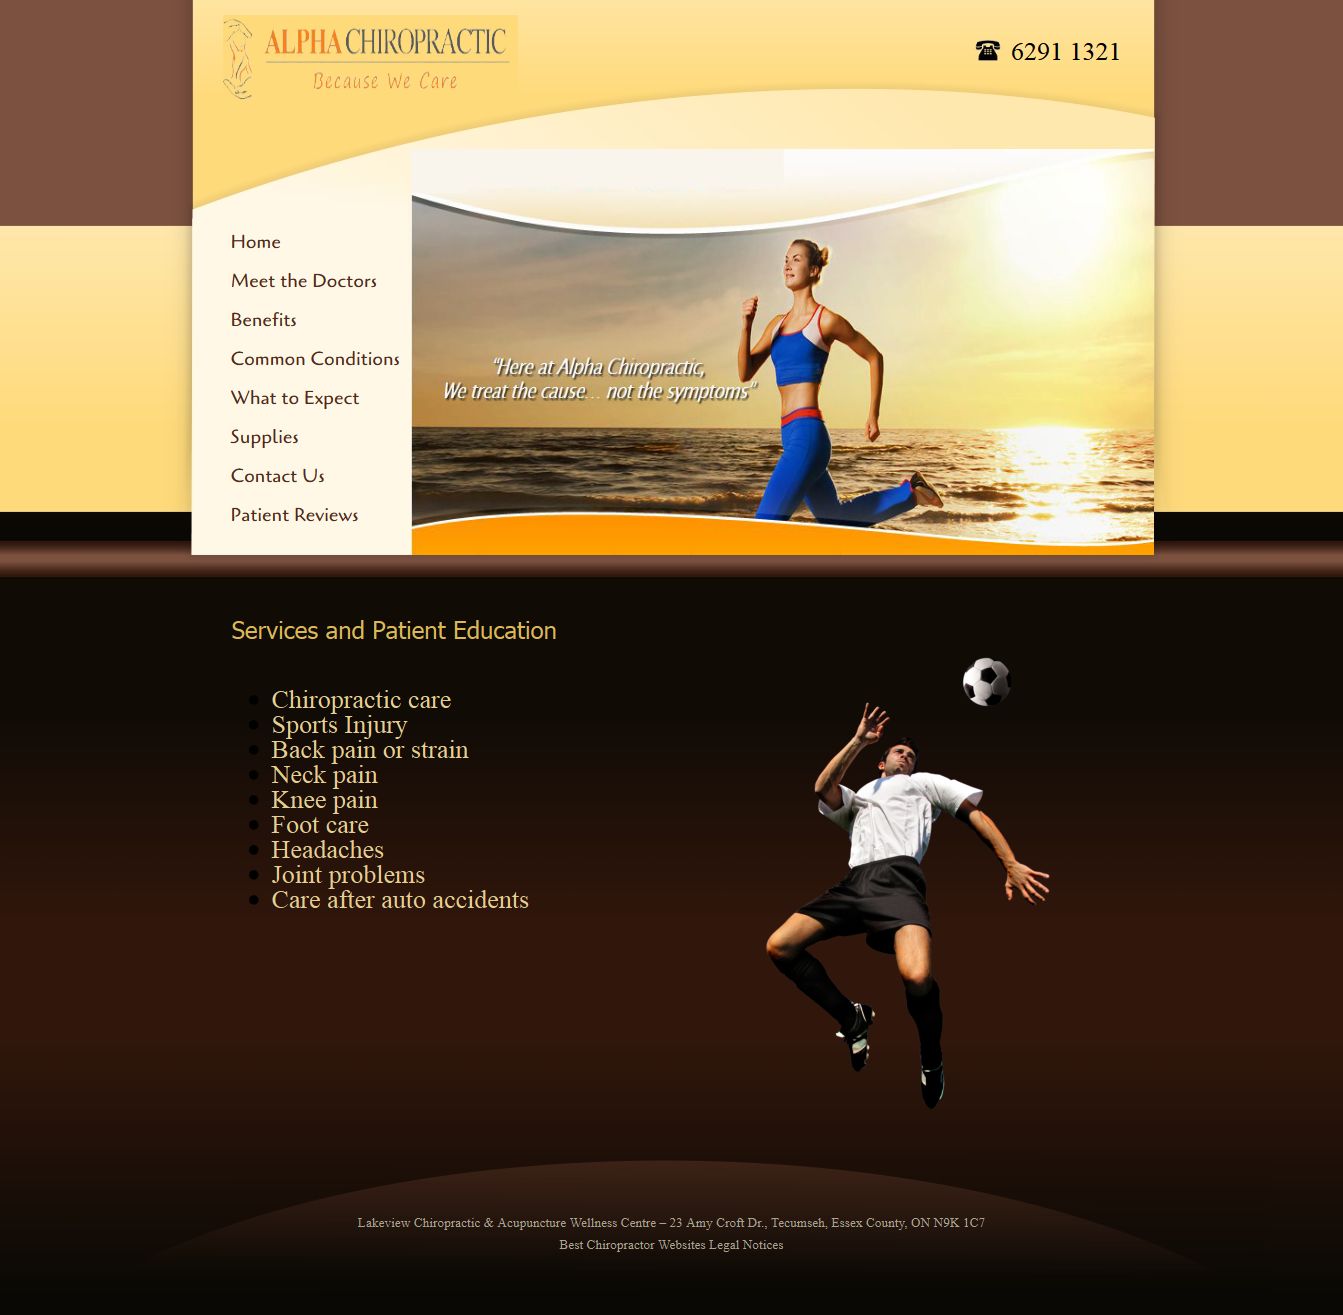 ALPHA CHIROPRACTIC
Because We Care
6291 1321
Home
Meet the Doctors
Benefits
Common Conditions
What to Expect
Supplies
Contact Us
Patient Reviews
"Here at Alpha Chiropractic,
We treat the cause... not the symptoms"
Services and Patient Education
Chiropractic care
Sports Injury
Back pain or strain
Neck pain
Knee pain
Foot care
Headaches
Joint problems
Care after auto accidents
Lakeview Chiropractic & Acupuncture Wellness Centre – 23 Amy Croft Dr., Tecumseh, Essex County, ON N9K 1C7
Best Chiropractor Websites Legal Notices